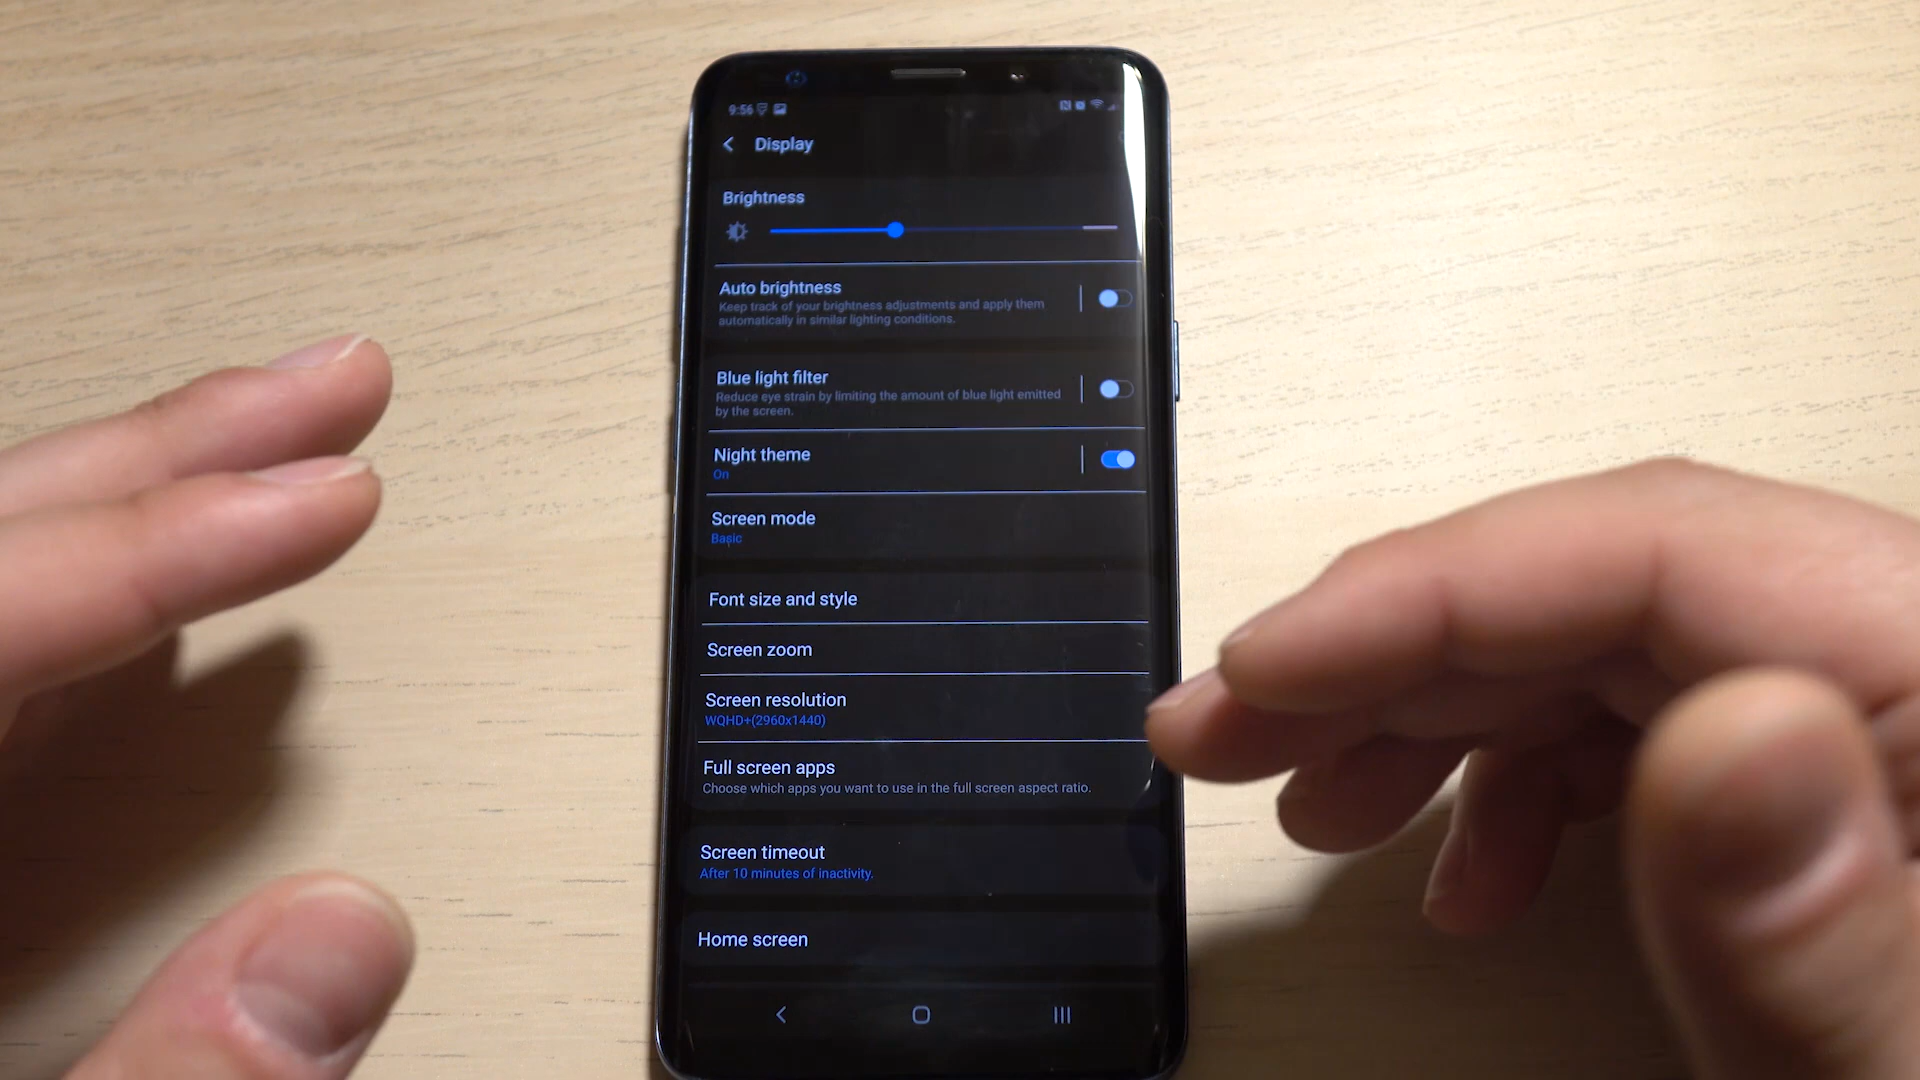 9:56
Display
Brightness
Auto brightness
Keep track of your brightness adjustments and apply them
automatically in similar lighting conditions.
Blue light filter
Reduce eye strain by limiting the amount of blue light emitted
by the screen.
Night theme
On
Screen mode
Basic
Font size and style
Screen zoom
Screen resolution
WQHD+(2960x1440)
Full screen apps
Choose which apps you want to use in the full screen aspect ratio.
Screen timeout
After 10 minutes of inactivity.
Home screen